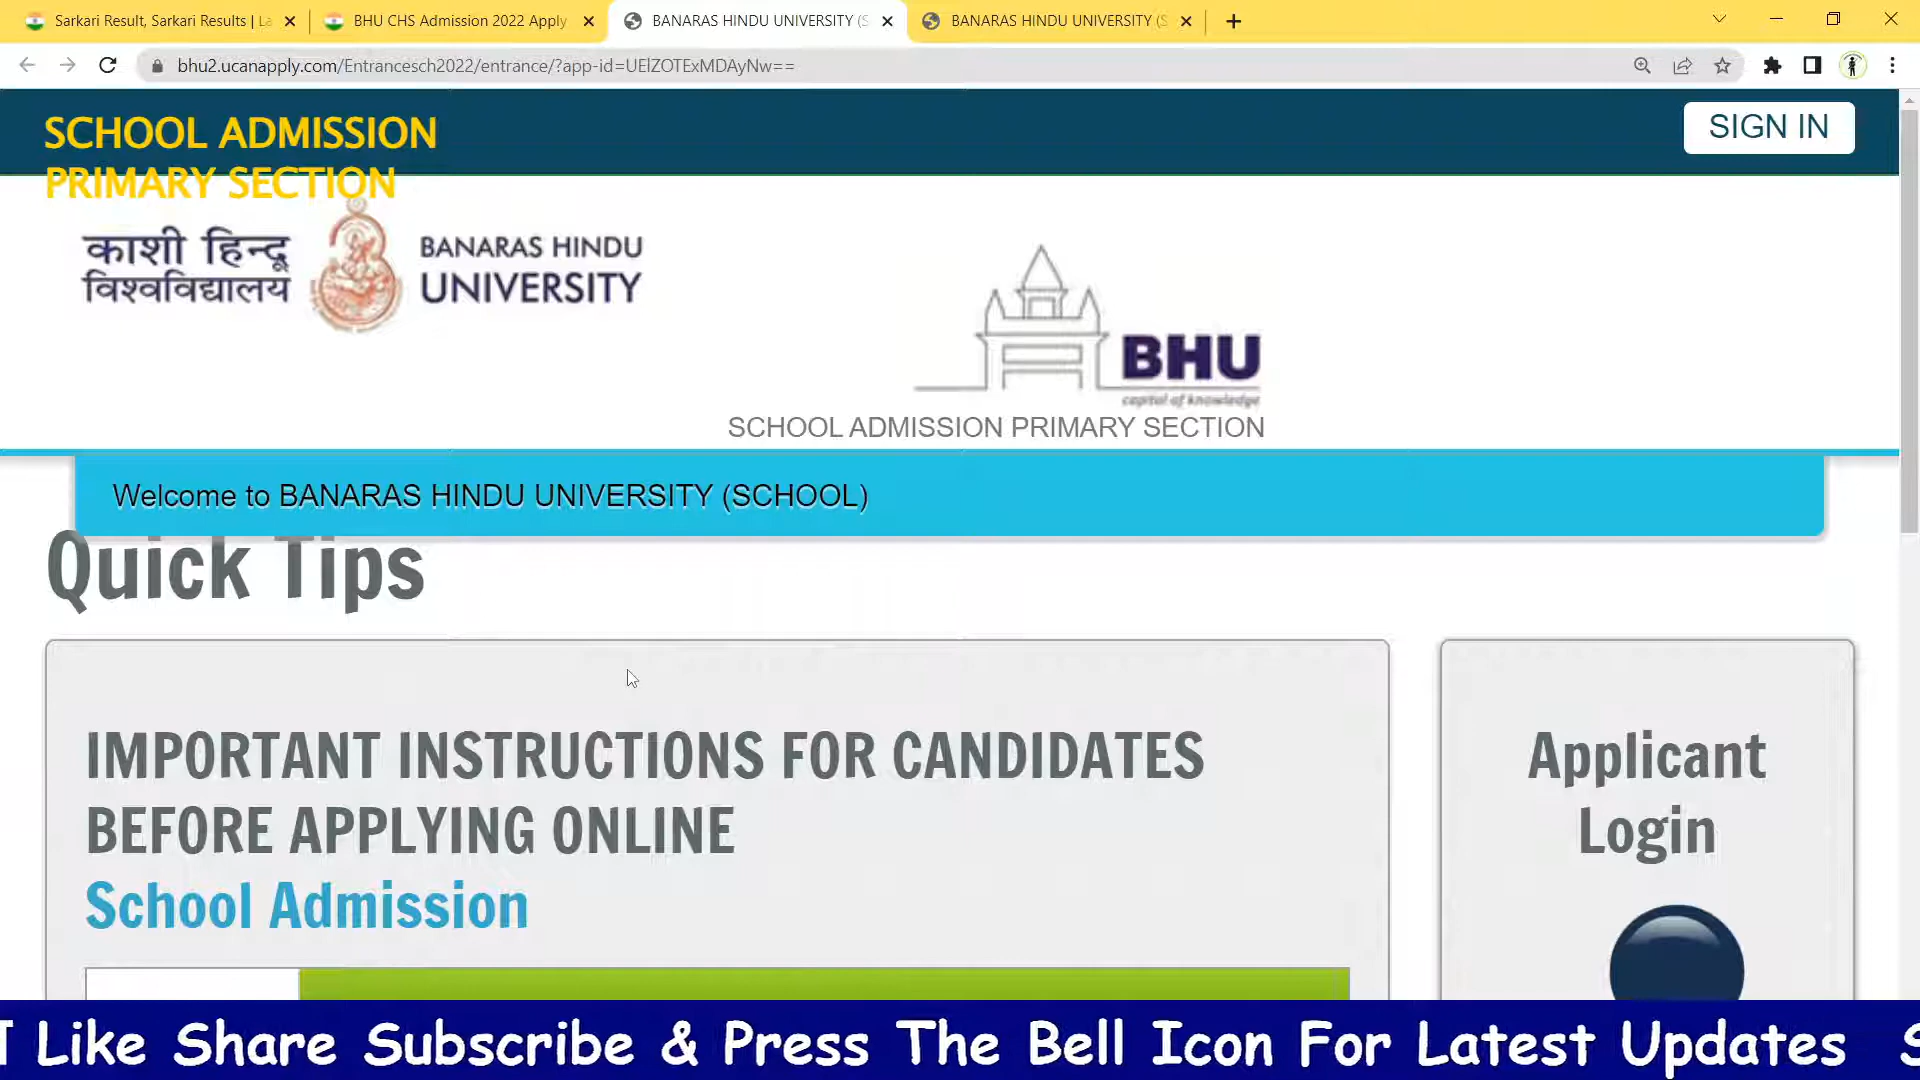 Sarkari Result, Sarkari Results | La
BHU CHS Admission 2022 Apply
BANARAS HINDU UNIVERSITY (S
BANARAS HINDU UNIVERSITY (S
bhu2.ucanapply.com/Entrancesch2022/entrance/?app-id=UElZOTExMDAyNw==
SCHOOL ADMISSION
PRIMARY SECTION
SIGN IN
काशी हिन्दू
विश्वविद्यालय
BANARAS HINDU
UNIVERSITY
BHU
capital of knowledge
SCHOOL ADMISSION PRIMARY SECTION
Welcome to BANARAS HINDU UNIVERSITY (SCHOOL)
Quick Tips
IMPORTANT INSTRUCTIONS FOR CANDIDATES
BEFORE APPLYING ONLINE
School Admission
Applicant
Login
T Like Share Subscribe & Press The Bell Icon For Latest Updates S